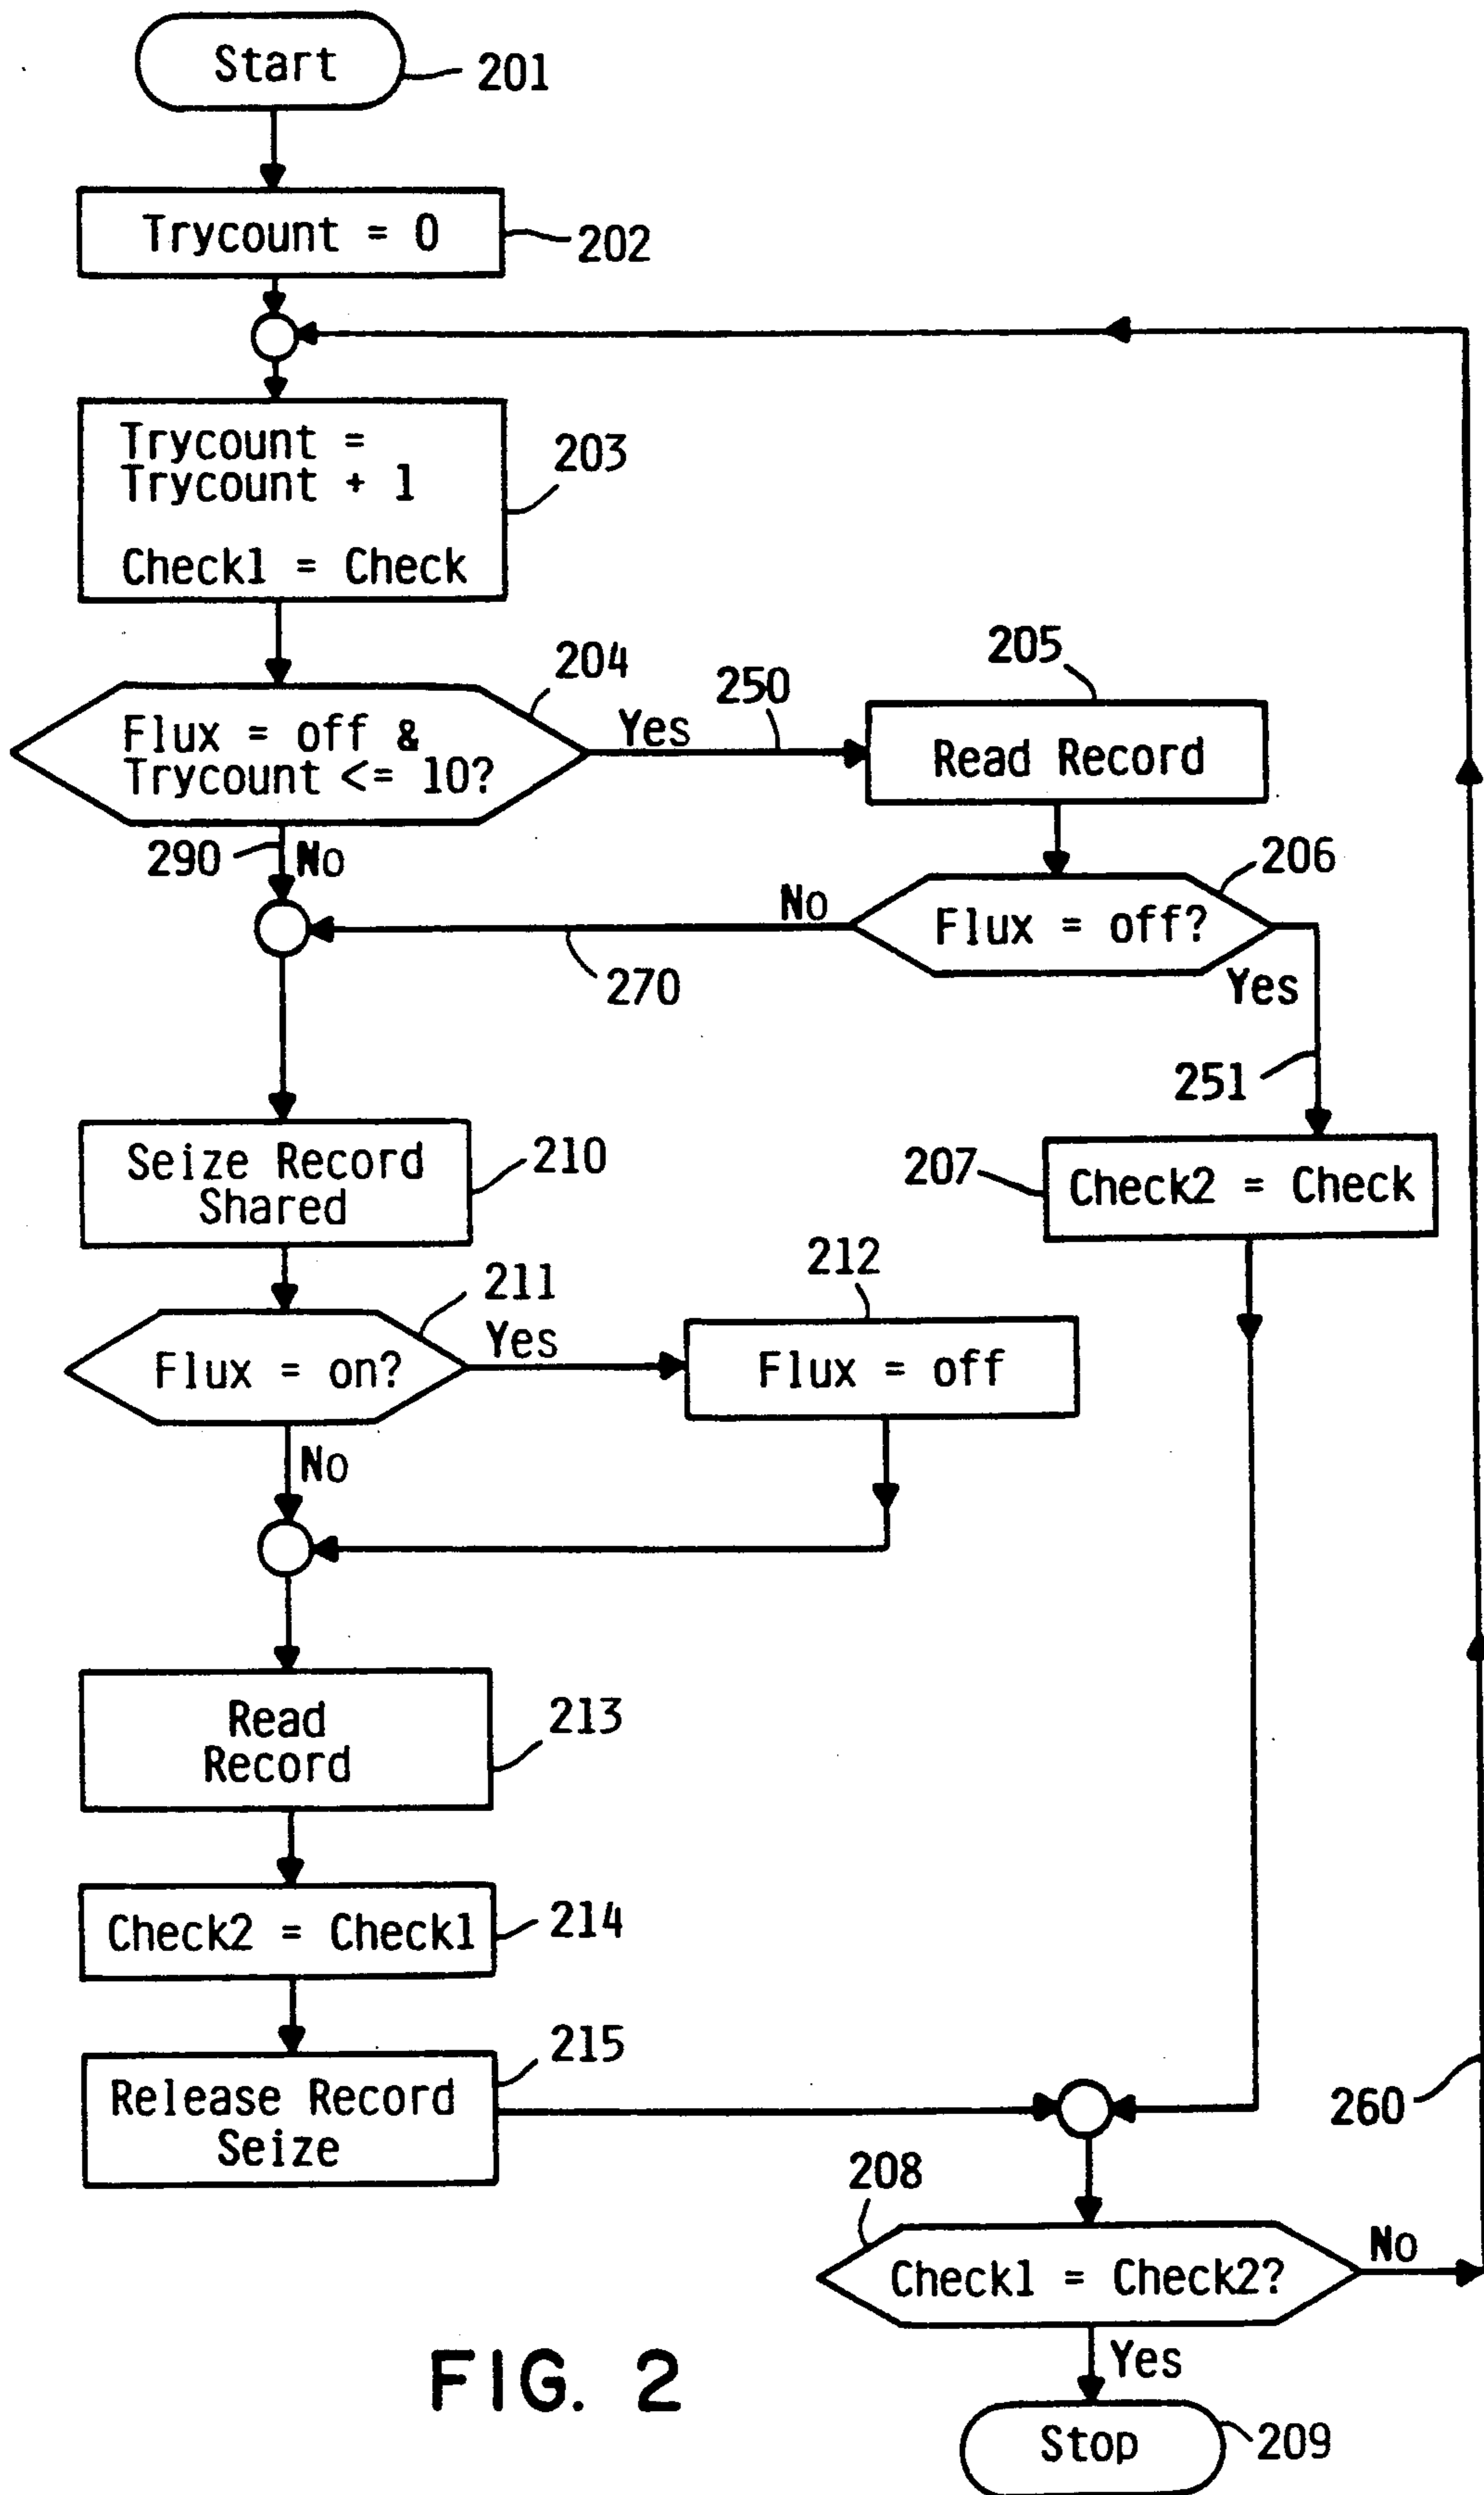 Start
201
Trycount = 0
202
Trycount =
Trycount + 1
Check1 = Check
203
204
Flux = off &
Trycount <= 10?
Yes
250
205
Read Record
290
No
206
Flux = off?
No
270
Yes
251
Seize Record
Shared
210
207
Check2 = Check
211
Flux = on?
Yes
212
Flux = off
No
Read
Record
213
Check2 = Check1
214
215
Release Record
Seize
260
208
Check1 = Check2?
No
Yes
Stop
209
FIG. 2